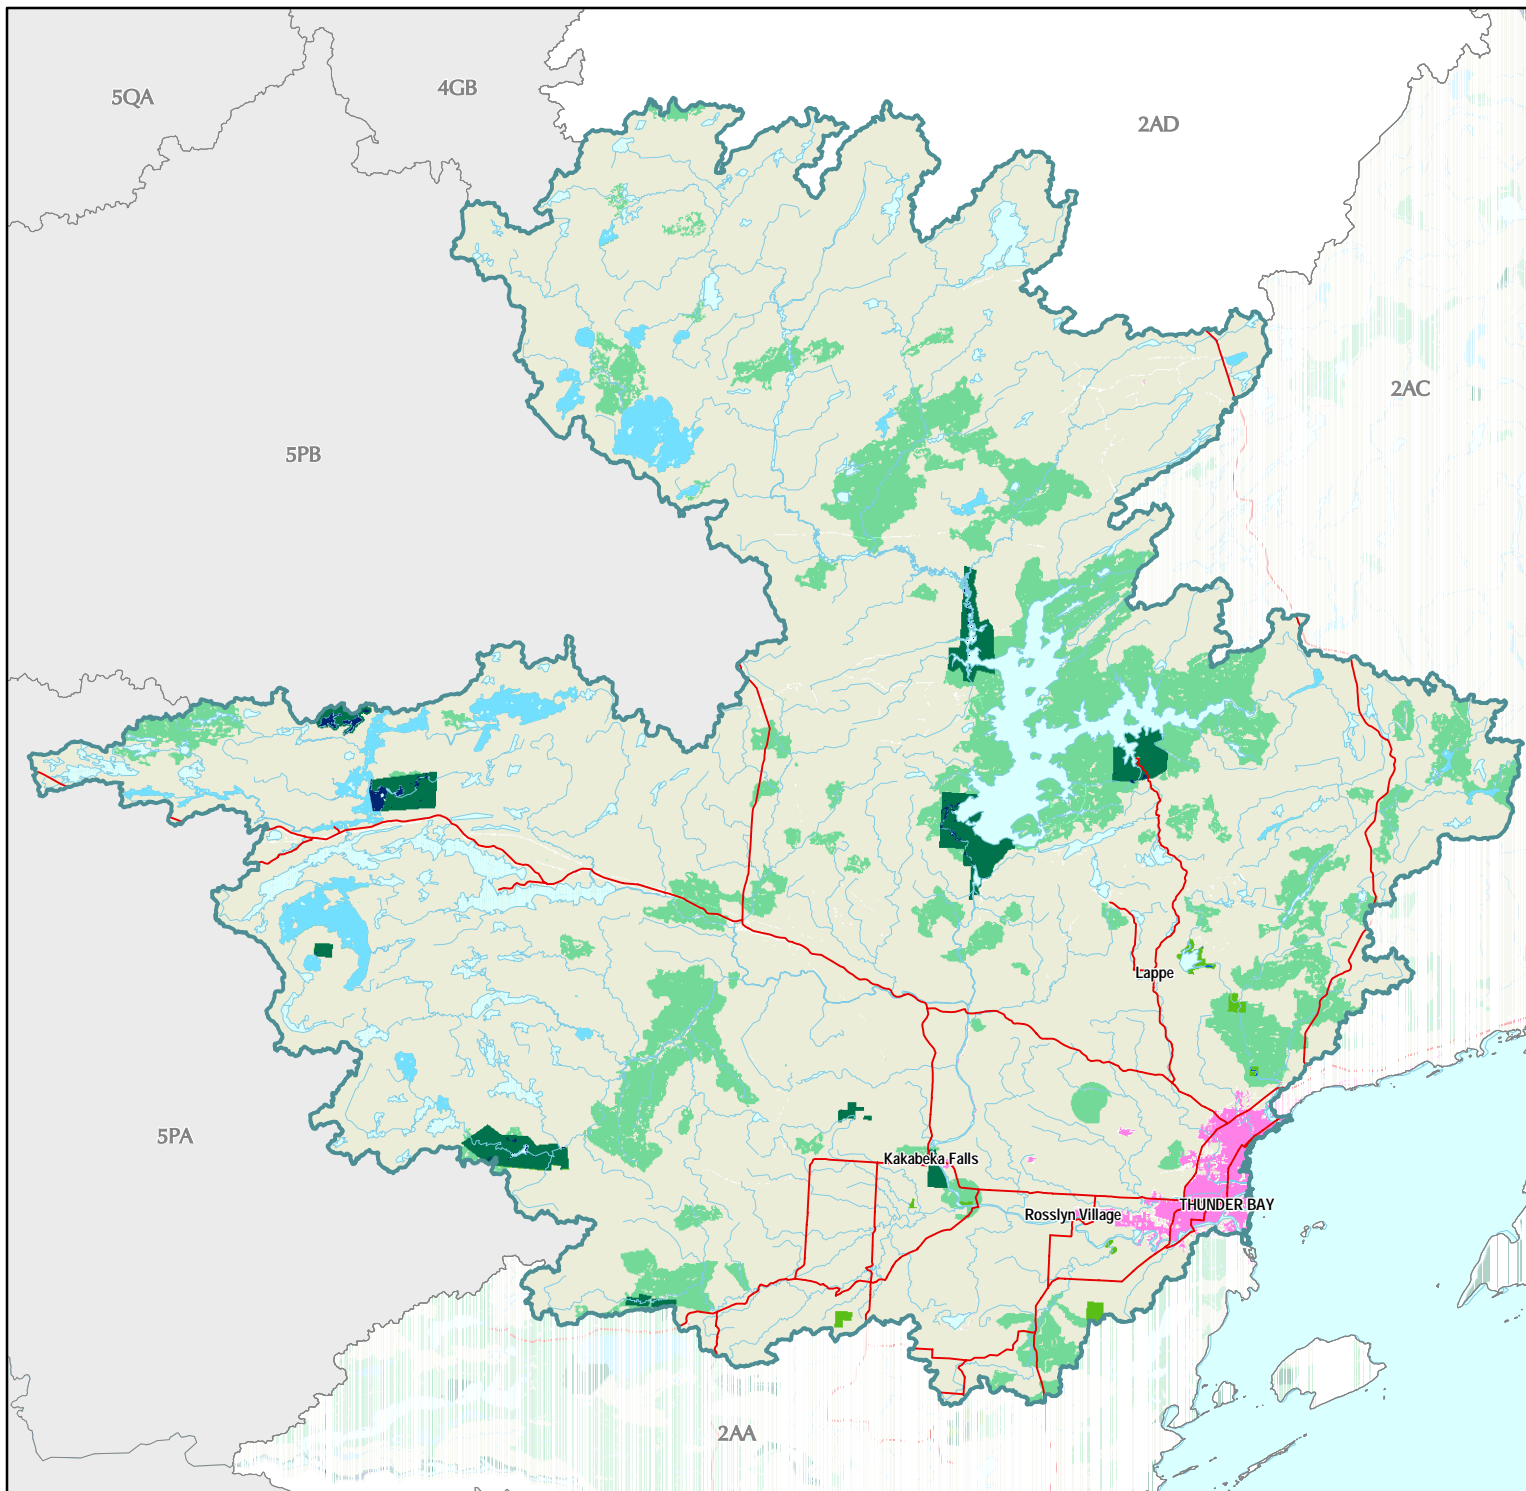 4GB
5QA
2AD
2AC
5PB
Lappe
5PA
Kakabeka Falls
THUNDER BAY
Rosslyn Village
2AA